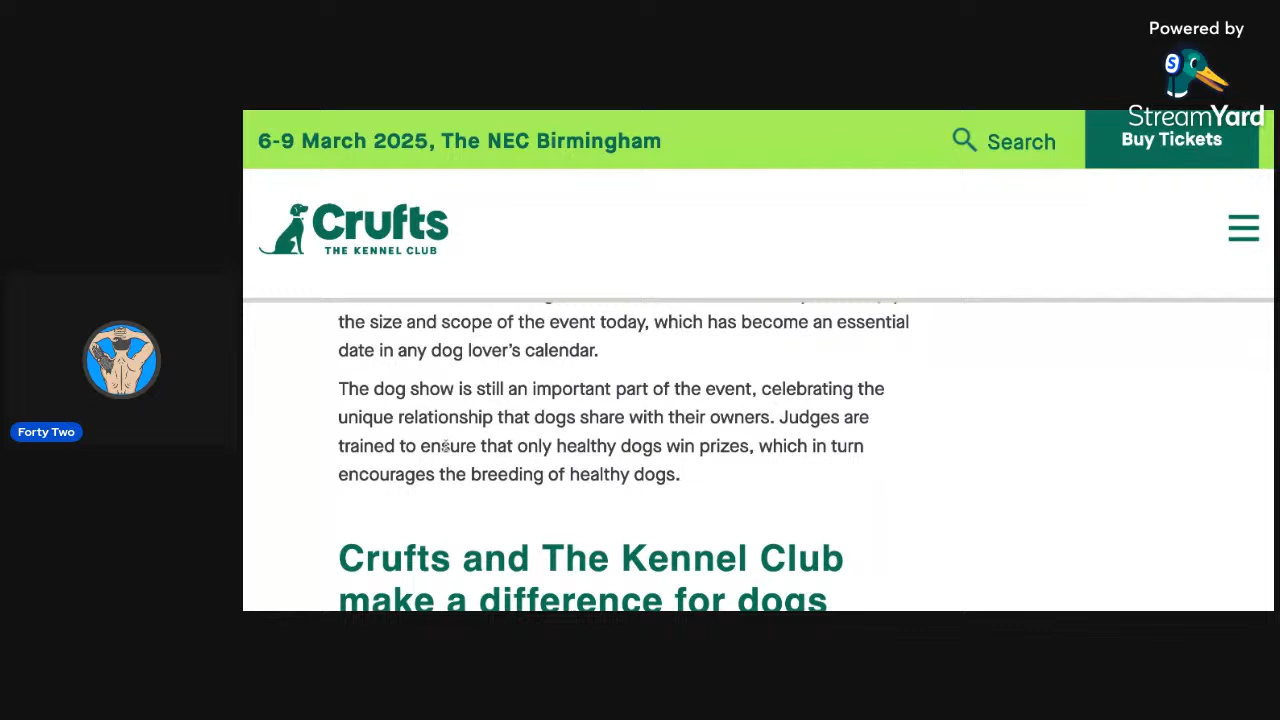 Powered by
S
StreamYard
6-9 March 2025, The NEC Birmingham
Search
Buy Tickets
Crufts
THE KENNEL CLUB
the size and scope of the event today, which has become an essential
date in any dog lover's calendar.
The dog show is still an important part of the event, celebrating the
unique relationship that dogs share with their owners. Judges are
trained to ensure that only healthy dogs win prizes, which in turn
encourages the breeding of healthy dogs.
Forty Two
Crufts and The Kennel Club
make a difference for dogs